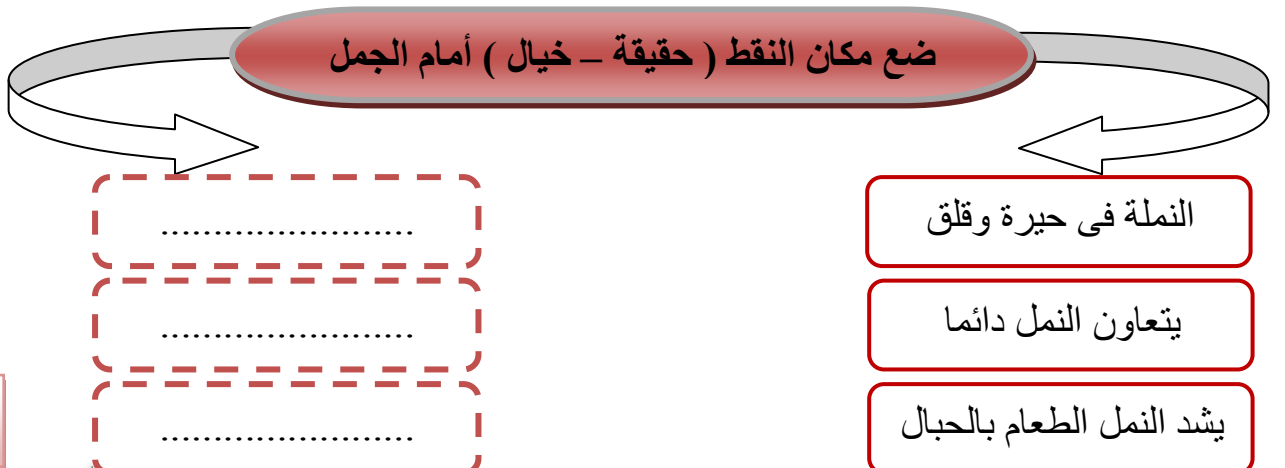 ضع مكان النقط ( حقيقة – خيال ) أمام الجمل
النملة فى حيرة وقلق
........................
يتعاون النمل دائما
........................
يشد النمل الطعام بالحبال
........................